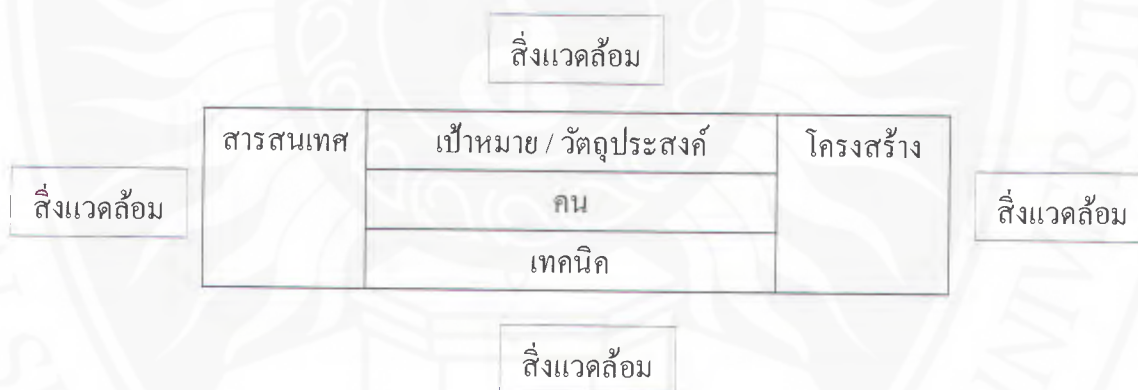 สิ่งแวดล้อม
สารสนเทศ เป้าหมาย / วัตถุประสงค์ โครงสร้าง
สิ่งแวดล้อม คน สิ่งแวดล้อม
เทคนิค
สิ่งแวดล้อม